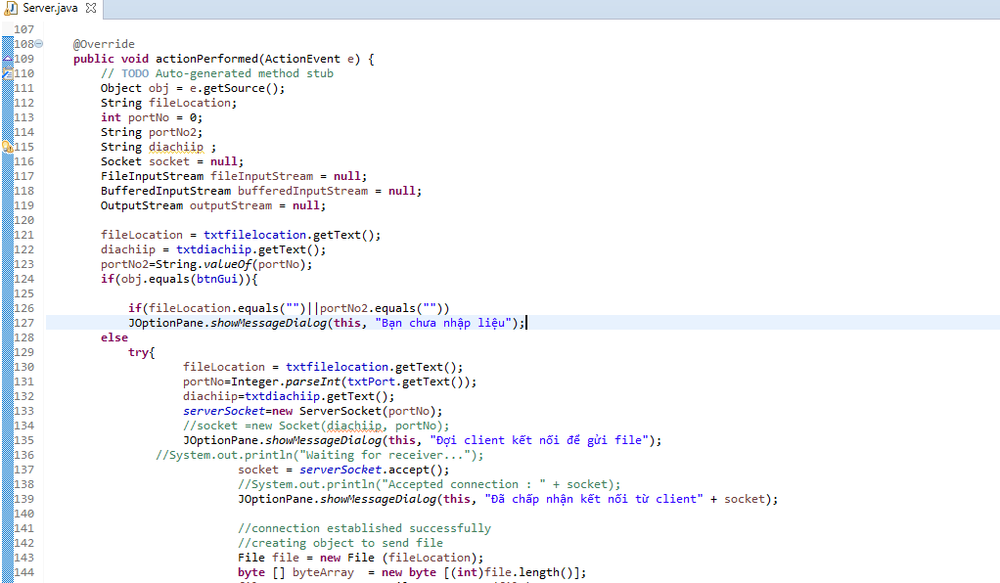 Server.java
107
108 @Override
109 public void actionPerformed(ActionEvent e) {
110 // TODO Auto-generated method stub
111 Object obj = e.getSource();
112 String fileLocation;
113 int portNo = 0;
114 String portNo2;
115 String diachiip ;
116 Socket socket = null;
117 FileInputStream fileInputStream = null;
118 BufferedInputStream bufferedInputStream = null;
119 OutputStream outputStream = null;
120
121 fileLocation = txtfilelocation.getText();
122 diachiip = txtdiachiip.getText();
123 portNo2=String.valueOf(portNo);
124 if(obj.equals(btnGui)){
125
126 if(fileLocation.equals("")||portNo2.equals(""))
127 JOptionPane.showMessageDialog(this, "Bạn chưa nhập liệu");
128 else
129 try{
130 fileLocation = txtfilelocation.getText();
131 portNo=Integer.parseInt(txtPort.getText());
132 diachiip=txtdiachiip.getText();
133 serverSocket=new ServerSocket(portNo);
134 //socket =new Socket(diachiip, portNo);
135 JOptionPane.showMessageDialog(this, "Đợi client kết nối để gửi file");
136 //System.out.println("Waiting for receiver...");
137 socket = serverSocket.accept();
138 //System.out.println("Accepted connection : " + socket);
139 JOptionPane.showMessageDialog(this, "Đã chấp nhận kết nối từ client" + socket);
140
141 //connection established successfully
142 //creating object to send file
143 File file = new File (fileLocation);
144 byte [] byteArray  = new byte [(int)file.length()];